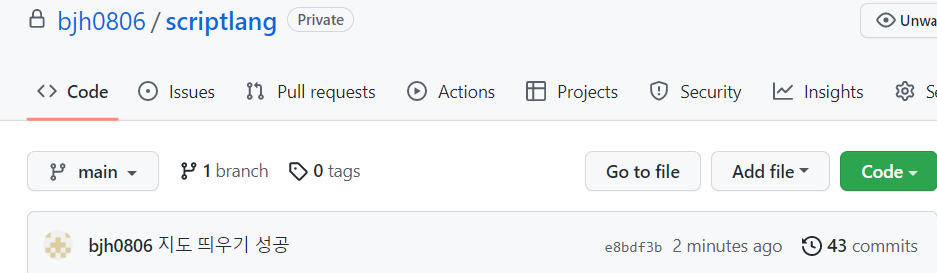 bjh0806 / scriptlang Private Unwa
Code Issues Pull requests Actions Projects Security Insights Se
main 1 branch 0 tags Go to file Add file Code
bjh0806 지도 띄우기 성공 e8bdf3b 2 minutes ago 43 commits